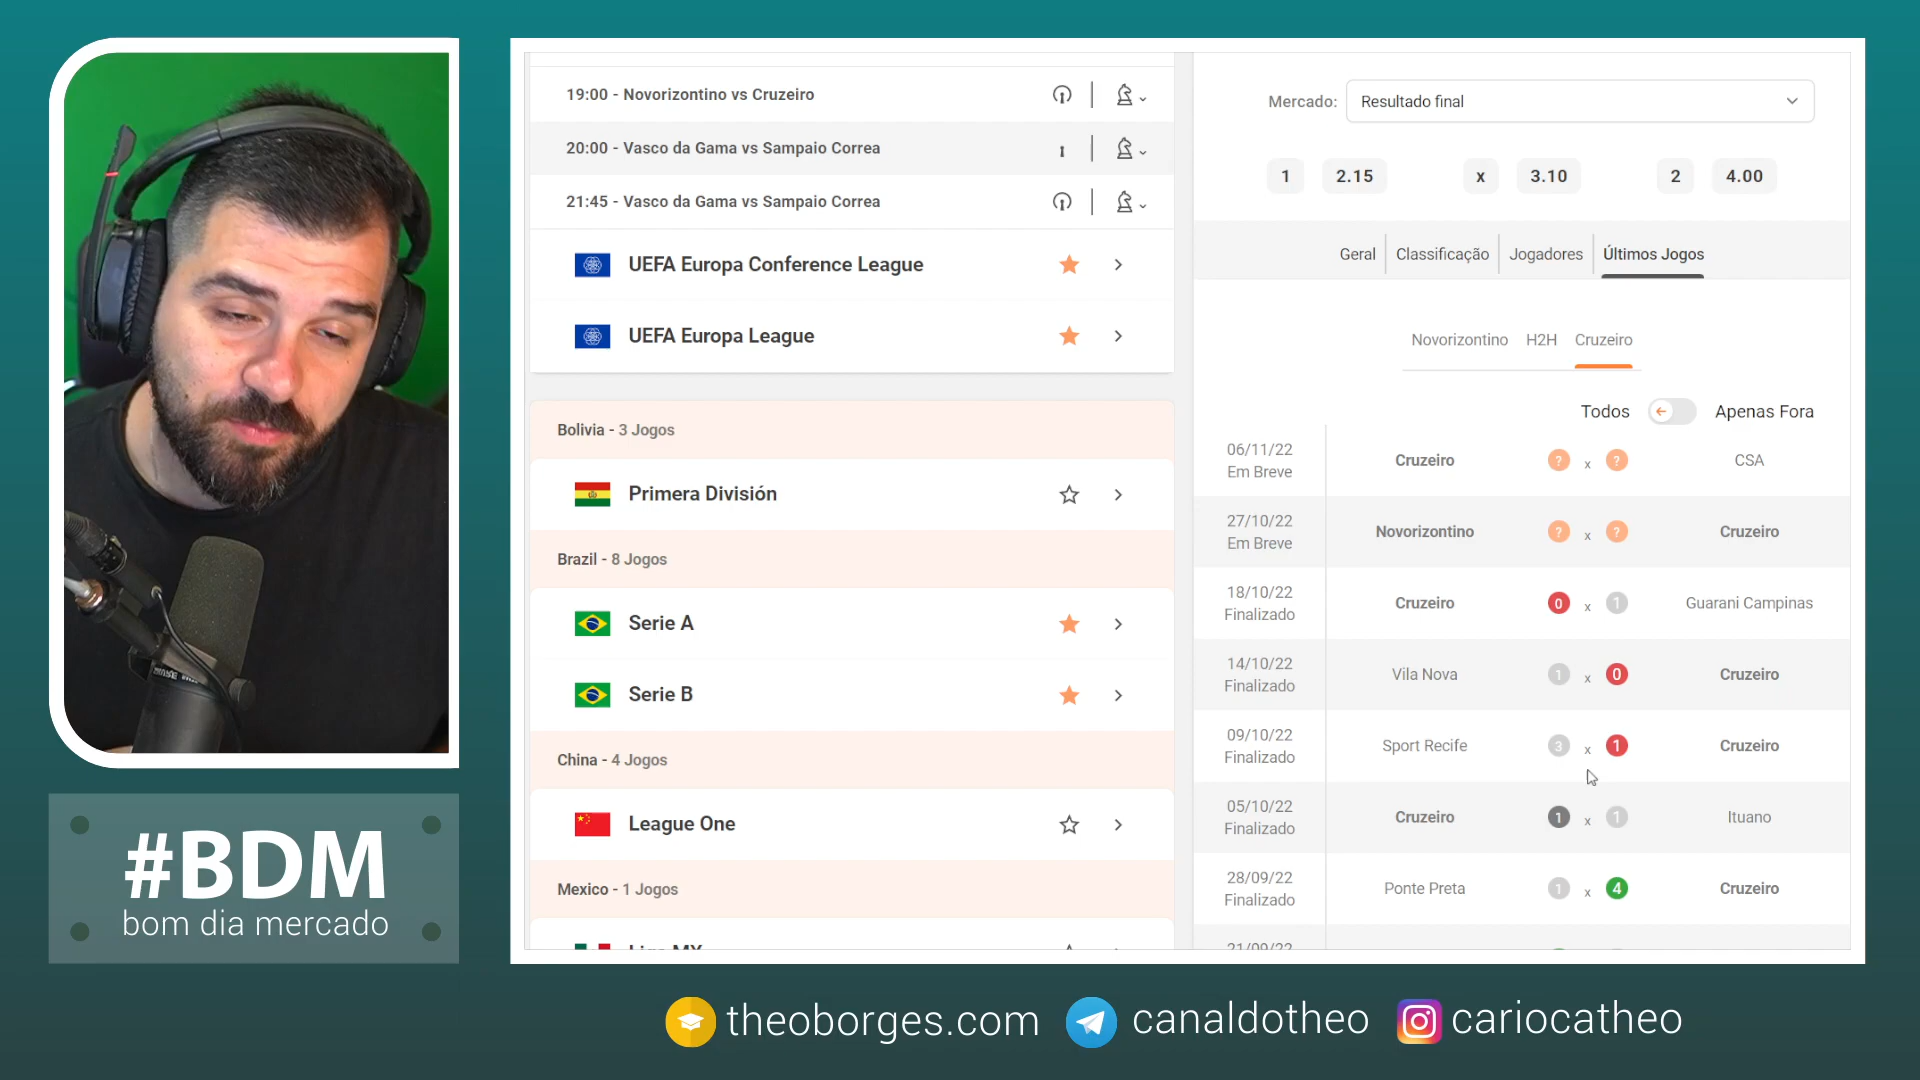 #BDM
bom dia mercado
19:00 - Novorizontino vs Cruzeiro
20:00 - Vasco da Gama vs Sampaio Correa
21:45 - Vasco da Gama vs Sampaio Correa
UEFA Europa Conference League
UEFA Europa League
Bolivia - 3 Jogos
Primera División
Brazil - 8 Jogos
Serie A
Serie B
China - 4 Jogos
League One
Mexico - 1 Jogos
Liga MX
Mercado: Resultado final
1 2.15 x 3.10 2 4.00
Geral Classificação Jogadores Últimos Jogos
Novorizontino H2H Cruzeiro
Todos Apenas Fora
06/11/22
Em Breve
Cruzeiro ? x ? CSA
27/10/22
Em Breve
Novorizontino ? x ? Cruzeiro
18/10/22
Finalizado
Cruzeiro 0 x 1 Guarani Campinas
14/10/22
Finalizado
Vila Nova 1 x 0 Cruzeiro
09/10/22
Finalizado
Sport Recife 3 x 1 Cruzeiro
05/10/22
Finalizado
Cruzeiro 1 x 1 Ituano
28/09/22
Finalizado
Ponte Preta 1 x 4 Cruzeiro
21/09/22
theoborges.com canaldotheo cariocatheo